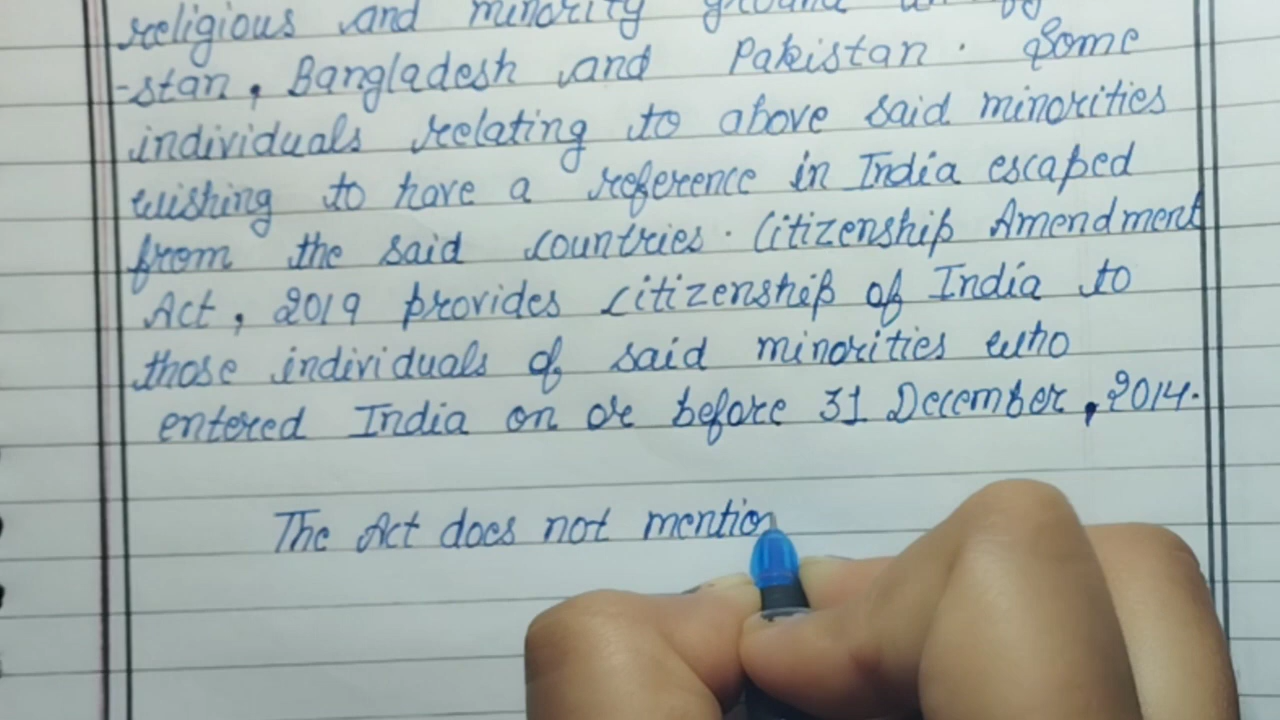 religious and minority ground
-stan, Bangladesh and Pakistan. Some
individuals relating to above said minorities
wishing to have a reference in India escaped
from the said countries. Citizenship Amendment
Act, 2019 provides citizenship of India to
those individuals of said minorities who
entered India on or before 31 December, 2014.
The Act does not mention